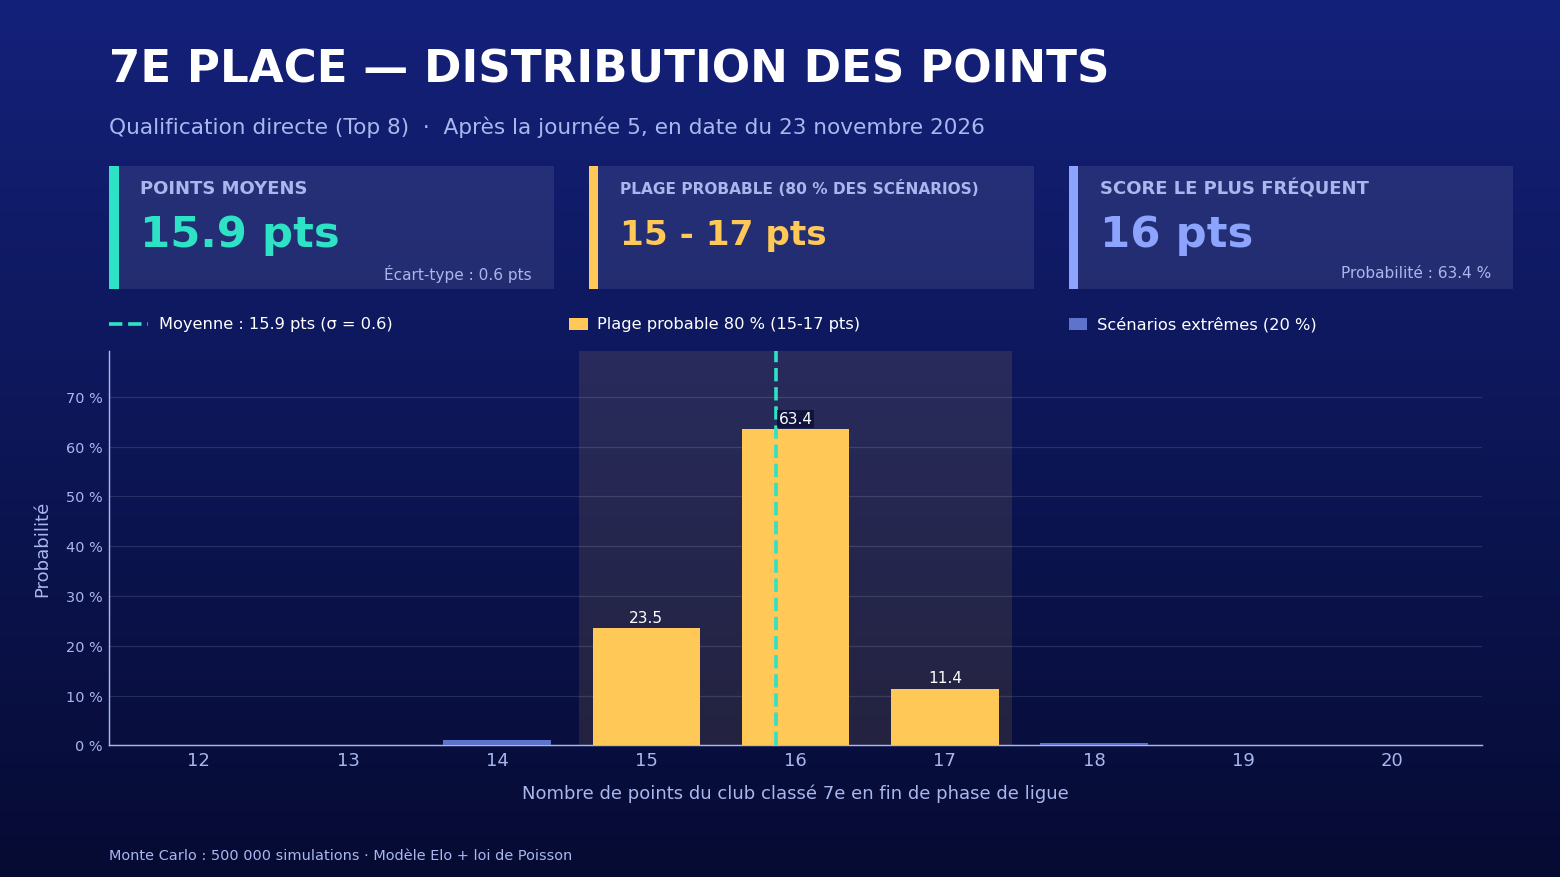 7E PLACE — DISTRIBUTION DES POINTS
Qualification directe (Top 8) · Après la journée 5, en date du 23 novembre 2026
POINTS MOYENS
15.9 pts
Écart-type : 0.6 pts
PLAGE PROBABLE (80 % DES SCÉNARIOS)
15 - 17 pts
SCORE LE PLUS FRÉQUENT
16 pts
Probabilité : 63.4 %
Moyenne : 15.9 pts (σ = 0.6)
Plage probable 80 % (15-17 pts)
Scénarios extrêmes (20 %)
Probabilité
70 %
60 %
50 %
40 %
30 %
20 %
10 %
0 %
23.5
63.4
11.4
12 13 14 15 16 17 18 19 20
Nombre de points du club classé 7e en fin de phase de ligue
Monte Carlo : 500 000 simulations · Modèle Elo + loi de Poisson